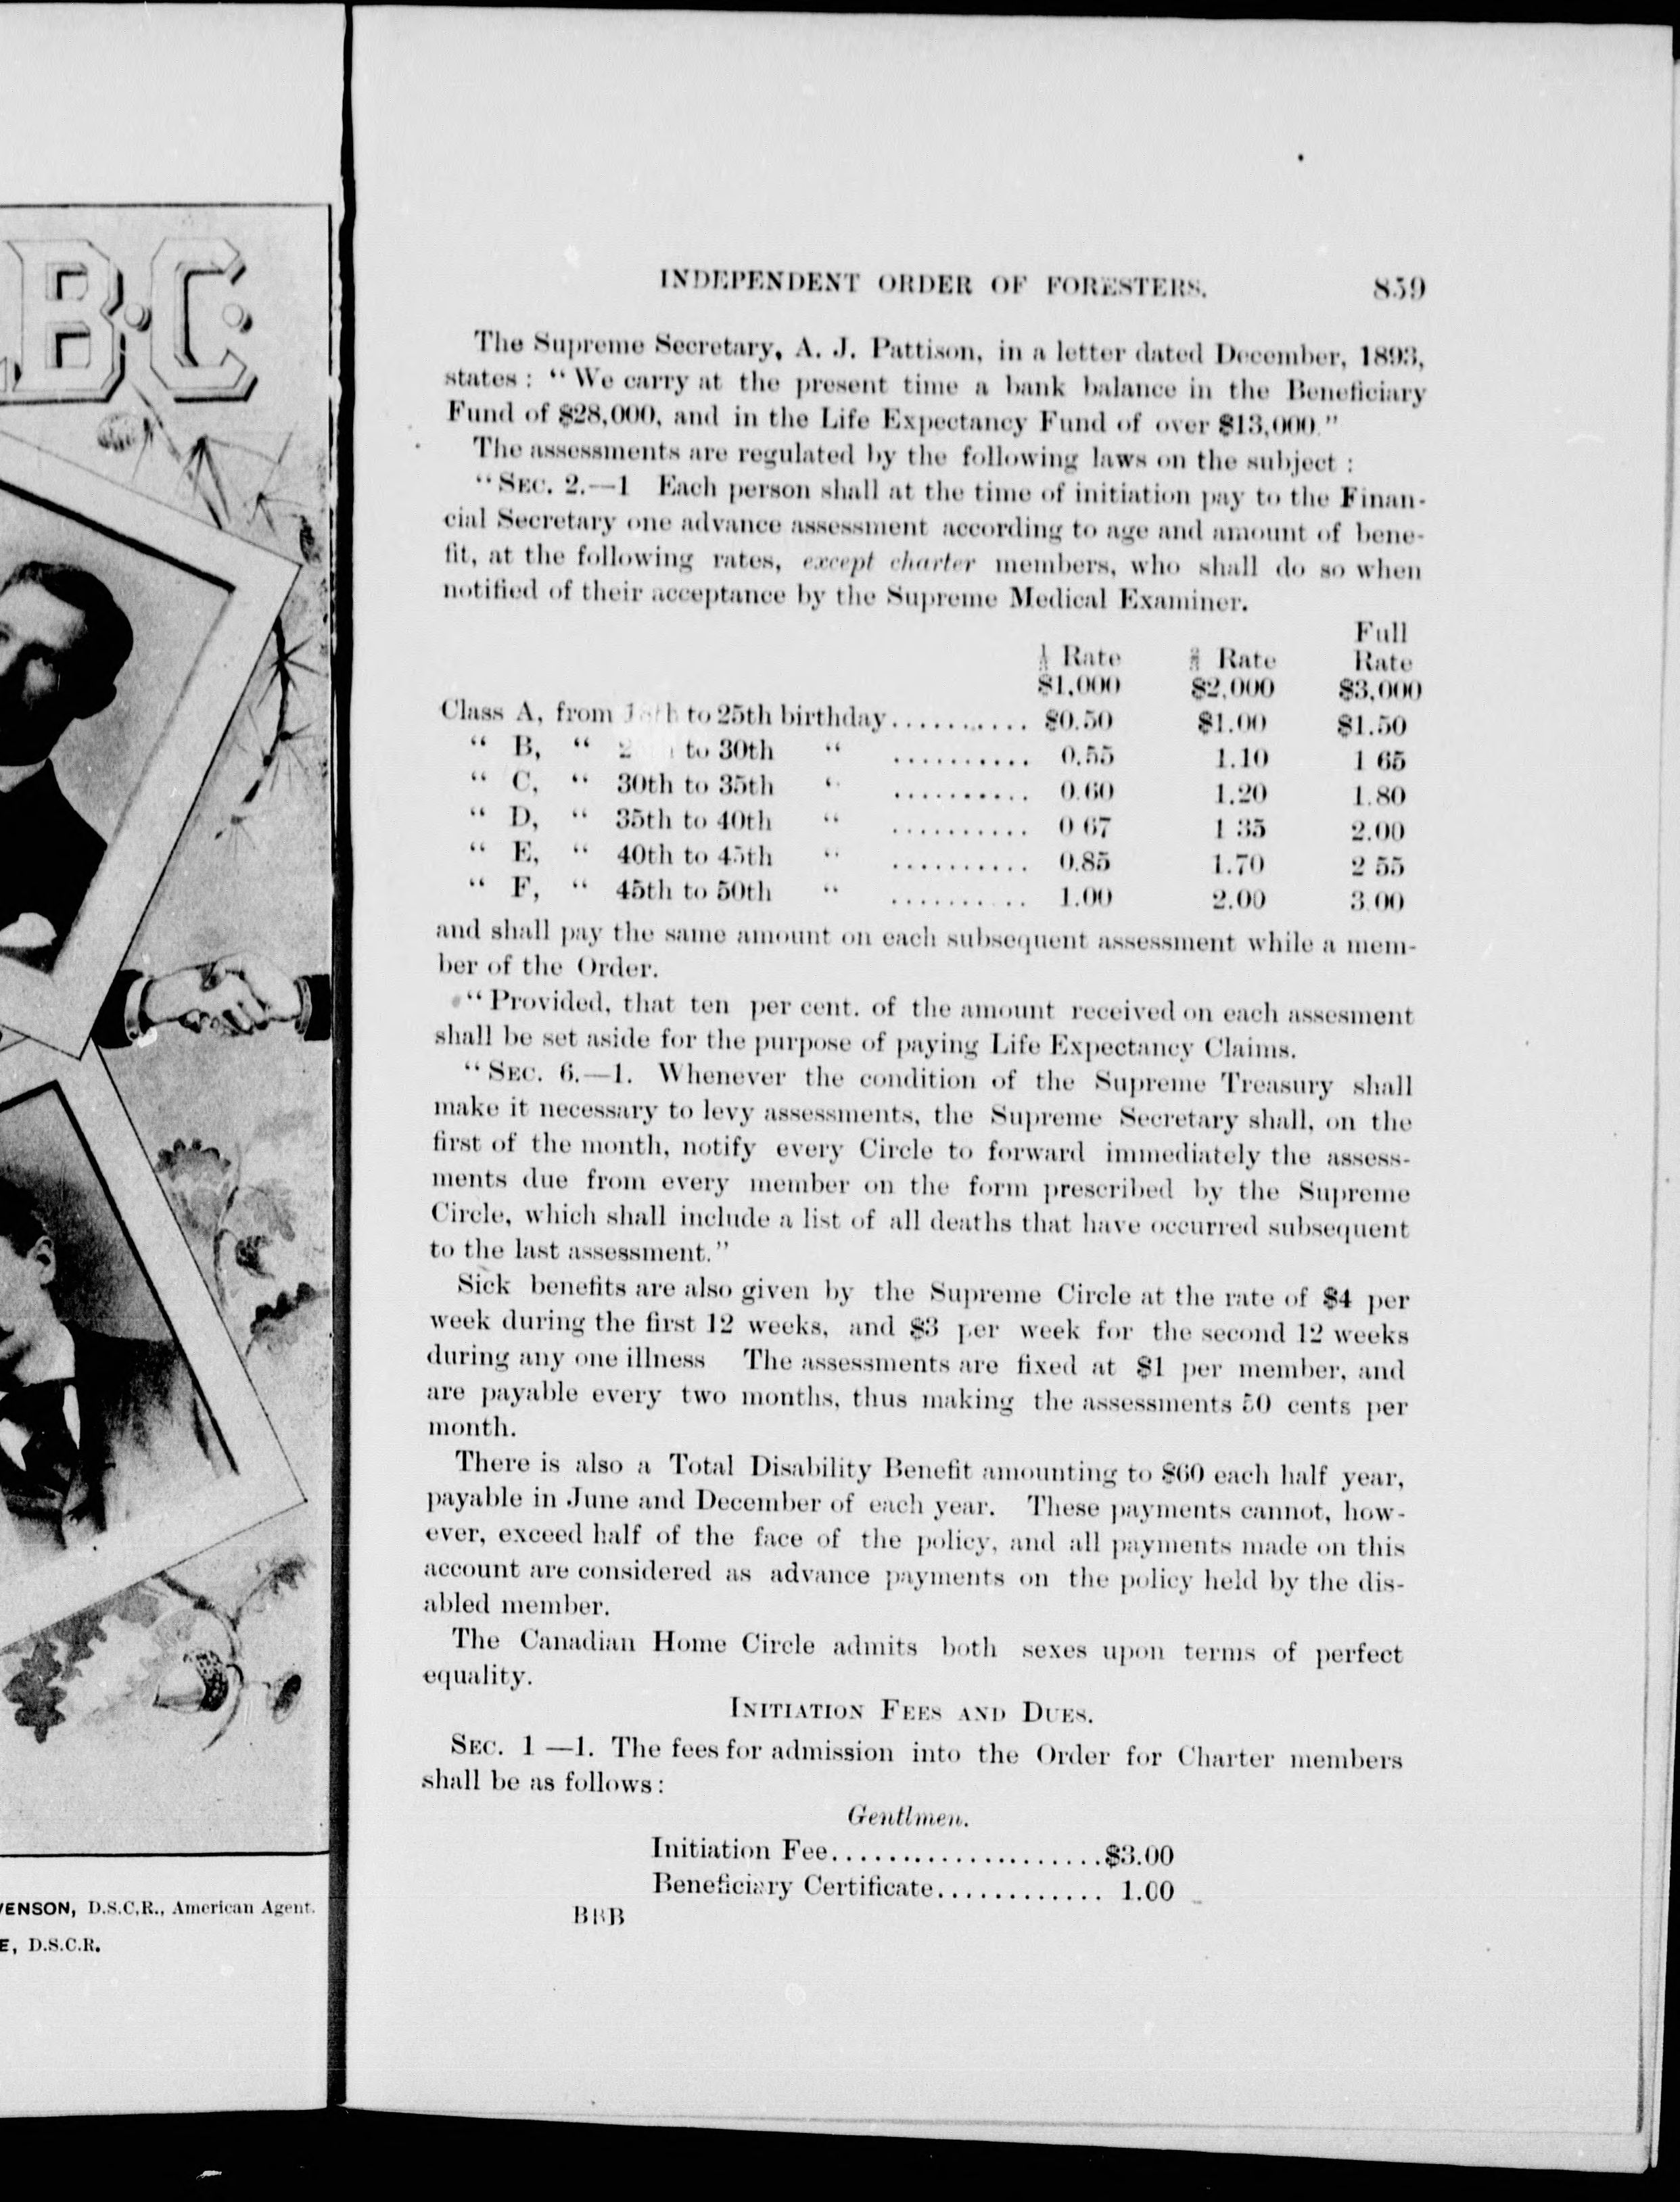 B·C·
VENSON, D.S.C.R., American Agent.
E, D.S.C.R.
INDEPENDENT ORDER OF FORESTERS. 859
The Supreme Secretary, A. J. Pattison, in a letter dated December, 1893,
states : “ We carry at the present time a bank balance in the Beneficiary
Fund of $28,000, and in the Life Expectancy Fund of over $13,000.”
The assessments are regulated by the following laws on the subject :
“ SEC. 2.—1 Each person shall at the time of initiation pay to the Finan-
cial Secretary one advance assessment according to age and amount of bene-
fit, at the following rates, except charter members, who shall do so when
notified of their acceptance by the Supreme Medical Examiner.
Full
⅓ Rate ⅔ Rate Rate
$1,000 $2,000 $3,000
Class A, from to 25th birthday.......... $0.50 $1.00 $1.50
“ B, “ to 30th “ .......... 0.55 1.10 1 65
“ C, “ 30th to 35th “ .......... 0.60 1.20 1.80
“ D, “ 35th to 40th “ .......... 0 67 1 35 2.00
“ E, “ 40th to 45th “ .......... 0.85 1.70 2 55
“ F, “ 45th to 50th “ .......... 1.00 2.00 3.00
and shall pay the same amount on each subsequent assessment while a mem-
ber of the Order.
“ Provided, that ten per cent. of the amount received on each assesment
shall be set aside for the purpose of paying Life Expectancy Claims.
“ SEC. 6.—1. Whenever the condition of the Supreme Treasury shall
make it necessary to levy assessments, the Supreme Secretary shall, on the
first of the month, notify every Circle to forward immediately the assess-
ments due from every member on the form prescribed by the Supreme
Circle, which shall include a list of all deaths that have occurred subsequent
to the last assessment.”
Sick benefits are also given by the Supreme Circle at the rate of $4 per
week during the first 12 weeks, and $3 per week for the second 12 weeks
during any one illness The assessments are fixed at $1 per member, and
are payable every two months, thus making the assessments 50 cents per
month.
There is also a Total Disability Benefit amounting to $60 each half year,
payable in June and December of each year. These payments cannot, how-
ever, exceed half of the face of the policy, and all payments made on this
account are considered as advance payments on the policy held by the dis-
abled member.
The Canadian Home Circle admits both sexes upon terms of perfect
equality.
INITIATION FEES AND DUES.
SEC. 1 —1. The fees for admission into the Order for Charter members
shall be as follows :
Gentlmen.
Initiation Fee...................$3.00
Beneficiary Certificate............ 1.00
BBB